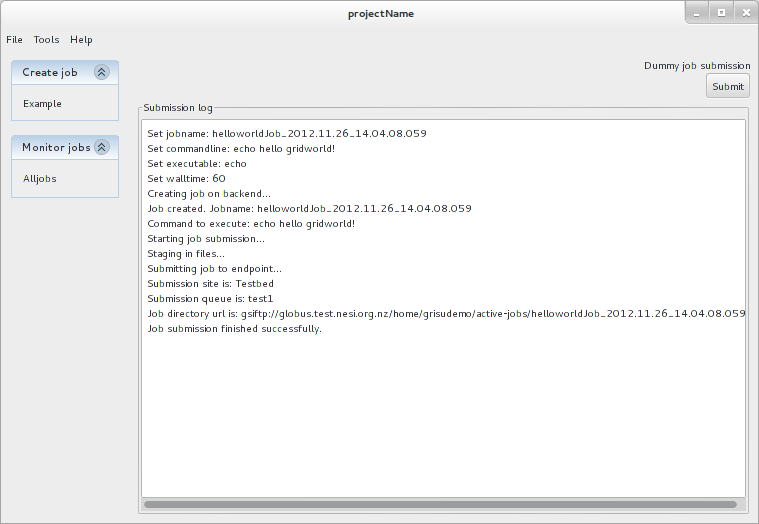 projectName
File Tools Help
Create job
Example
Monitor jobs
Alljobs
Dummy job submission
Submit
Submission log
Set jobname: helloworldJob_2012.11.26_14.04.08.059
Set commandline: echo hello gridworld!
Set executable: echo
Set walltime: 60
Creating job on backend...
Job created. Jobname: helloworldJob_2012.11.26_14.04.08.059
Command to execute: echo hello gridworld!
Starting job submission...
Staging in files...
Submitting job to endpoint...
Submission site is: Testbed
Submission queue is: test1
Job directory url is: gsiftp://globus.test.nesi.org.nz/home/grisudemo/active-jobs/helloworldJob_2012.11.26_14.04.08.059
Job submission finished successfully.